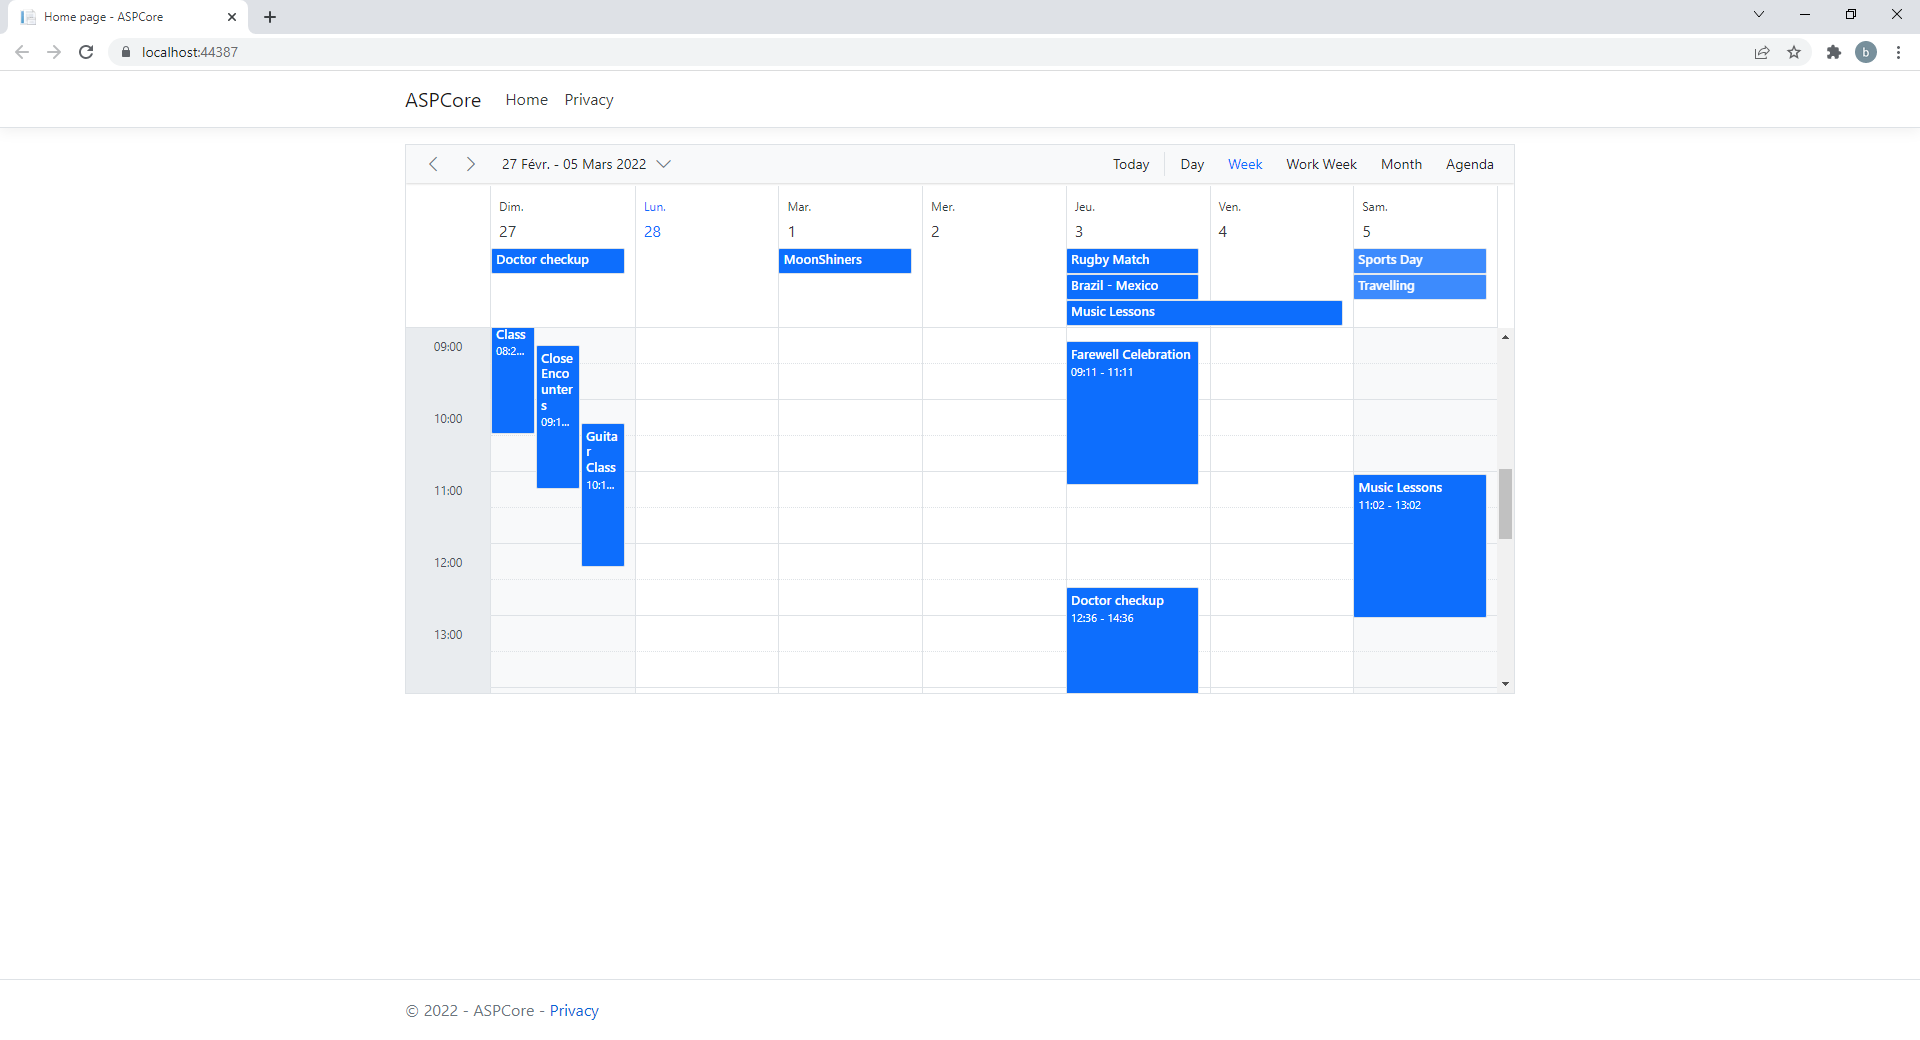 Home page - ASPCore
localhost:44387
b
ASPCore Home Privacy
27 Févr. - 05 Mars 2022
Today Day Week Work Week Month Agenda
Dim. Lun. Mar. Mer. Jeu. Ven. Sam.
27 28 1 2 3 4 5
Doctor checkup MoonShiners Rugby Match Sports Day
Brazil - Mexico Travelling
Music Lessons
09:00
10:00
11:00
12:00
13:00
Class
08:2...
Close
Enco
unter
s
09:1...
Guita
r
Class
10:1...
Farewell Celebration
09:11 - 11:11
Doctor checkup
12:36 - 14:36
Music Lessons
11:02 - 13:02
© 2022 - ASPCore - Privacy